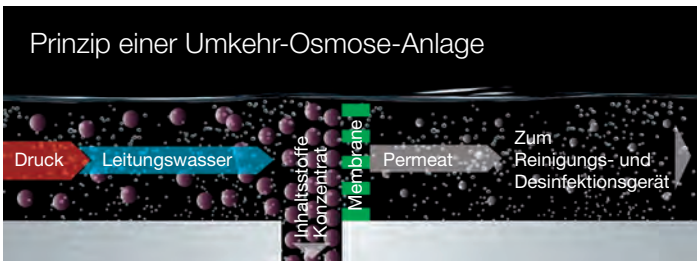 Prinzip einer Umkehr-Osmose-Anlage
Druck
Leitungswasser
Inhaltsstoffe
Konzentrat
Membrane
Permeat
Zum
Reinigungs- und
Desinfektionsgerät